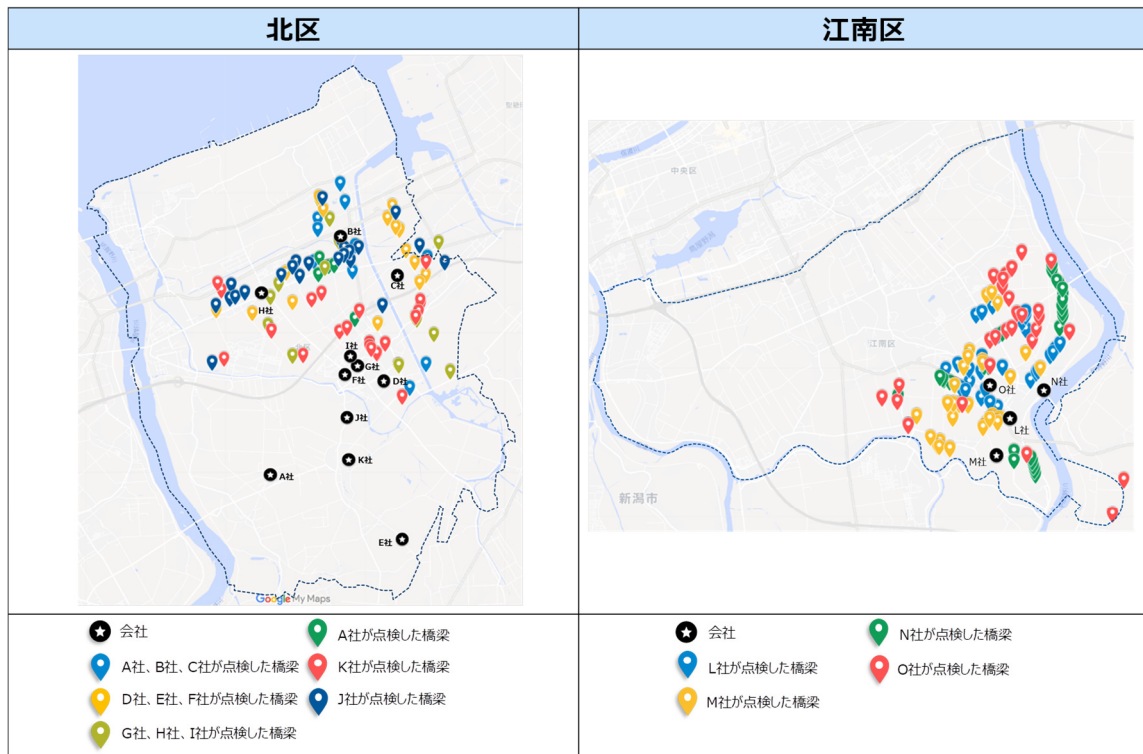 北区
江南区
B社
C社
H社
I社
G社
F社
D社
J社
K社
A社
E社
Google My Maps
中央区
江南区
O社
N社
L社
M社
新潟市
会社
A社が点検した橋梁
A社、B社、C社が点検した橋梁
K社が点検した橋梁
D社、E社、F社が点検した橋梁
J社が点検した橋梁
G社、H社、I社が点検した橋梁
会社
N社が点検した橋梁
L社が点検した橋梁
O社が点検した橋梁
M社が点検した橋梁